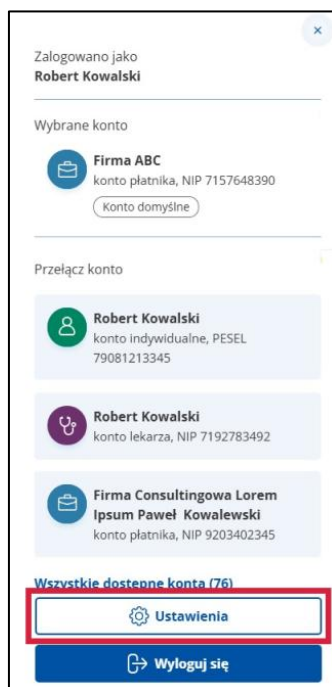 Zalogowano jako
Robert Kowalski
Wybrane konto
Firma ABC
konto płatnika, NIP 7157648390
Konto domyślne
Przełącz konto
Robert Kowalski
konto indywidualne, PESEL
79081213345
Robert Kowalski
konto lekarza, NIP 7192783492
Firma Consultingowa Lorem
Ipsum Paweł Kowalewski
konto płatnika, NIP 9203402345
Wszystkie dostępne konta (76)
Ustawienia
Wyloguj się